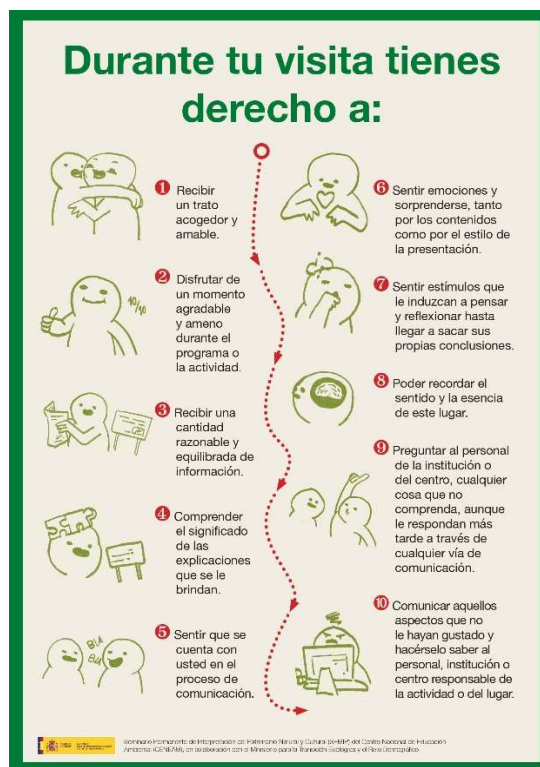 Durante tu visita tienes
derecho a:
1 Recibir
un trato
acogedor y
amable.
2 Disfrutar de
un momento
agradable
y ameno
durante el
programa o
la actividad.
10/10
3 Recibir una
cantidad
razonable y
equilibrada de
información.
4 Comprender
el significado
de las
explicaciones
que se le
brindan.
5 Sentir que se
cuenta con
usted en el
proceso de
comunicación.
BLA
BLA
6 Sentir emociones y
sorprenderse, tanto
por los contenidos
como por el estilo de
la presentación.
7 Sentir estímulos que
le induzcan a pensar
y reflexionar hasta
llegar a sacar sus
propias conclusiones.
8 Poder recordar el
sentido y la esencia
de este lugar.
9 Preguntar al personal
de la institución o
del centro, cualquier
cosa que no
comprenda, aunque
le respondan más
tarde a través de
cualquier vía de
comunicación.
10 Comunicar aquellos
aspectos que no
le hayan gustado y
hacérselo saber al
personal, institución o
centro responsable de
la actividad o del lugar.
Seminario Permanente de Interpretación del Patrimonio Natural y Cultural (SEMIP) del Centro Nacional de Educación
Ambiental (CENEAM), en colaboración con el Ministerio para la Transición Ecológica y el Reto Demográfico